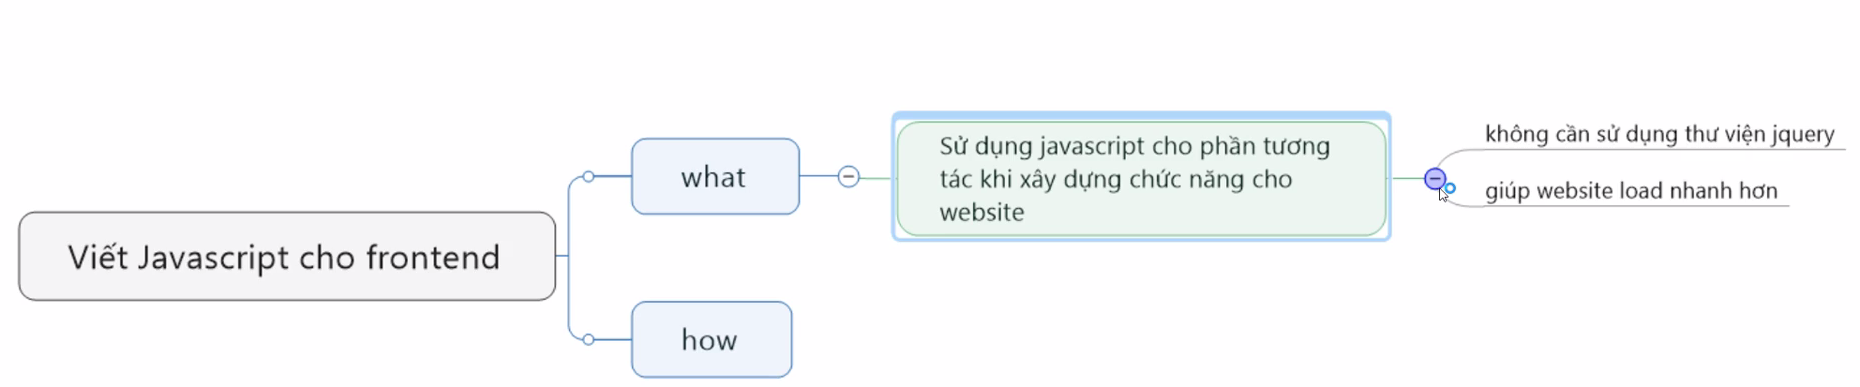 Viết Javascript cho frontend
what
Sử dụng javascript cho phần tương
tác khi xây dựng chức năng cho
website
không cần sử dụng thư viện jquery
giúp website load nhanh hơn
how